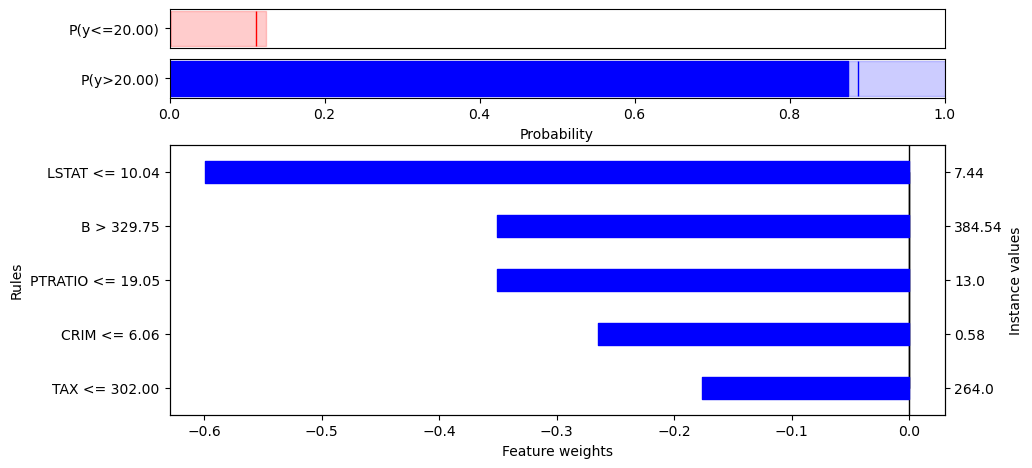 P(y<=20.00)
P(y>20.00)
0.0 0.2 0.4 0.6 0.8 1.0
Probability
LSTAT <= 10.04 7.44
B > 329.75 384.54
PTRATIO <= 19.05 13.0
CRIM <= 6.06 0.58
TAX <= 302.00 264.0
Rules
Instance values
−0.6 −0.5 −0.4 −0.3 −0.2 −0.1 0.0
Feature weights